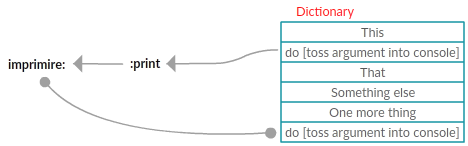 Dictionary
This
do [toss argument into console]
imprimire:
:print
That
Something else
One more thing
do [toss argument into console]